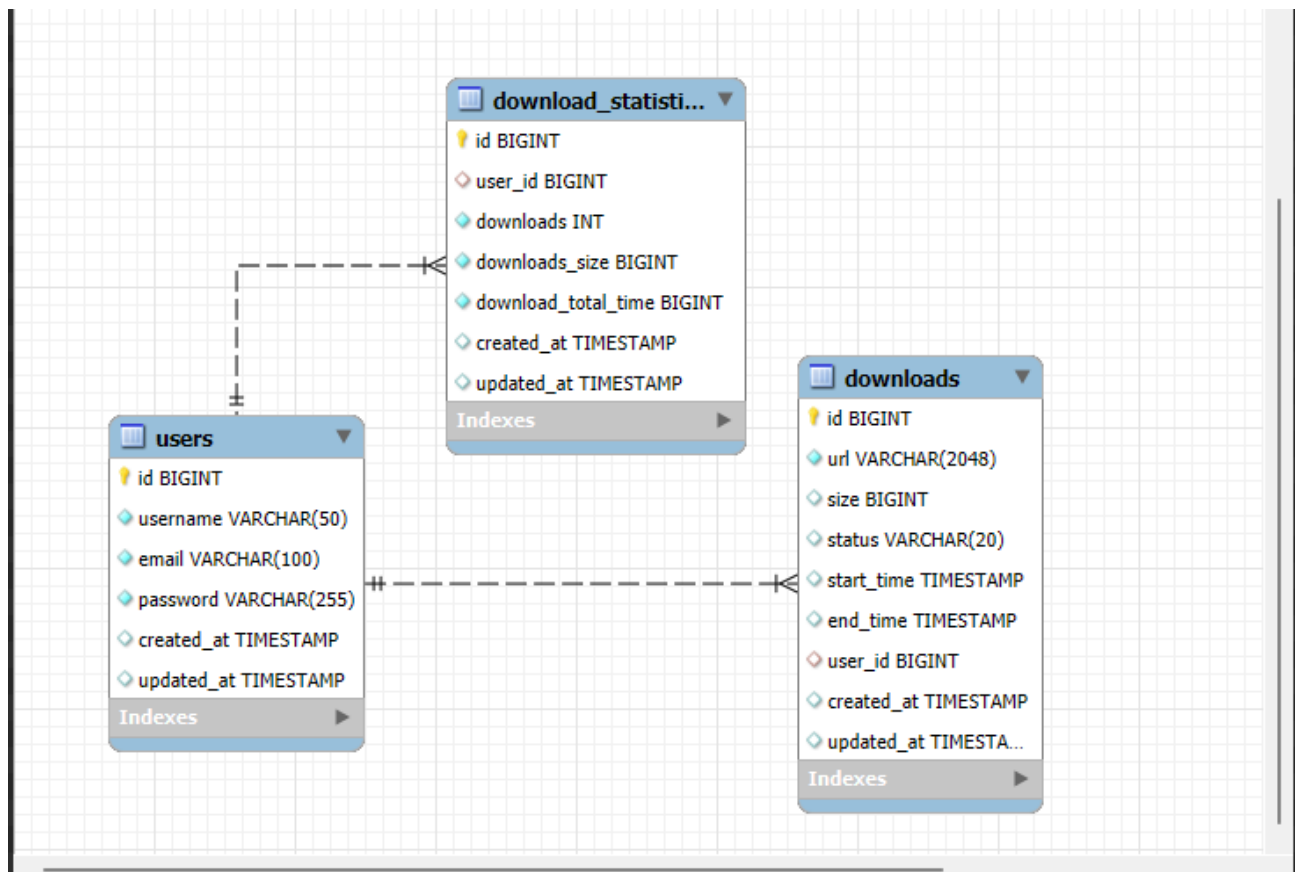 download_statisti...
id BIGINT
user_id BIGINT
downloads INT
downloads_size BIGINT
download_total_time BIGINT
created_at TIMESTAMP
updated_at TIMESTAMP
Indexes
users
id BIGINT
username VARCHAR(50)
email VARCHAR(100)
password VARCHAR(255)
created_at TIMESTAMP
updated_at TIMESTAMP
Indexes
downloads
id BIGINT
url VARCHAR(2048)
size BIGINT
status VARCHAR(20)
start_time TIMESTAMP
end_time TIMESTAMP
user_id BIGINT
created_at TIMESTAMP
updated_at TIMESTA...
Indexes